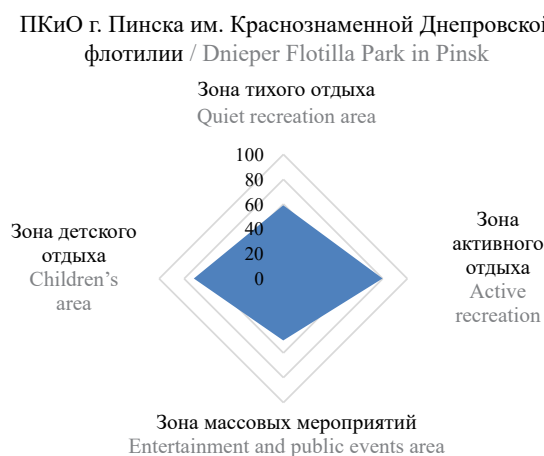 ПКиО г. Пинска им. Краснознаменной Днепровской
флотилии / Dnieper Flotilla Park in Pinsk
Зона тихого отдыха
Quiet recreation area
100
80
60
40
20
0
Зона детского
отдыха
Children's
area
Зона
активного
отдыха
Active
recreation
Зона массовых мероприятий
Entertainment and public events area